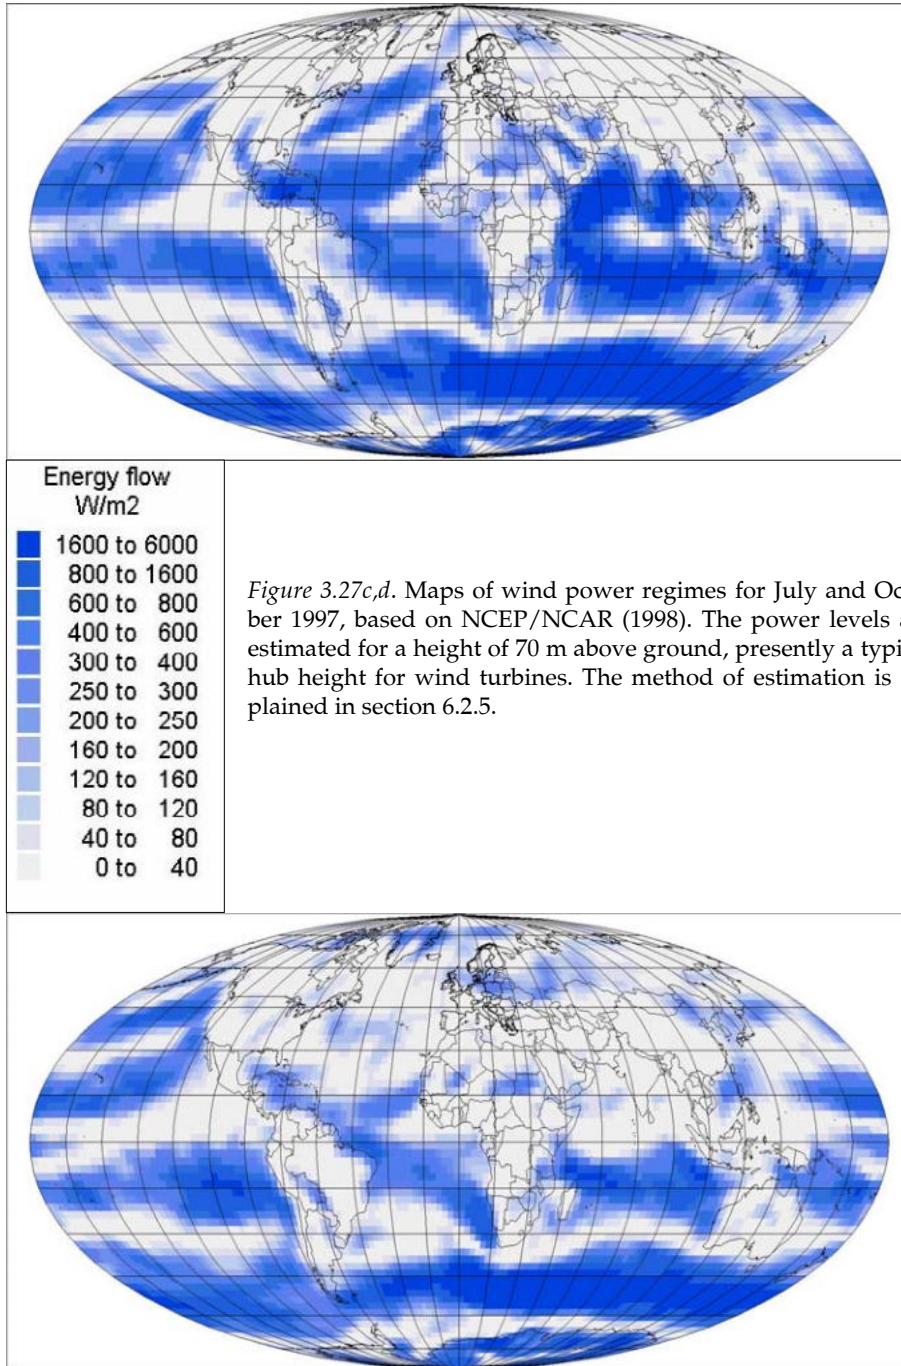 Energy flow
W/m2
1600 to 6000
800 to 1600
600 to 800
400 to 600
300 to 400
250 to 300
200 to 250
160 to 200
120 to 160
80 to 120
40 to 80
0 to 40
Figure 3.27c,d. Maps of wind power regimes for July and Oc
ber 1997, based on NCEP/NCAR (1998). The power levels a
estimated for a height of 70 m above ground, presently a typi
hub height for wind turbines. The method of estimation is
plained in section 6.2.5.